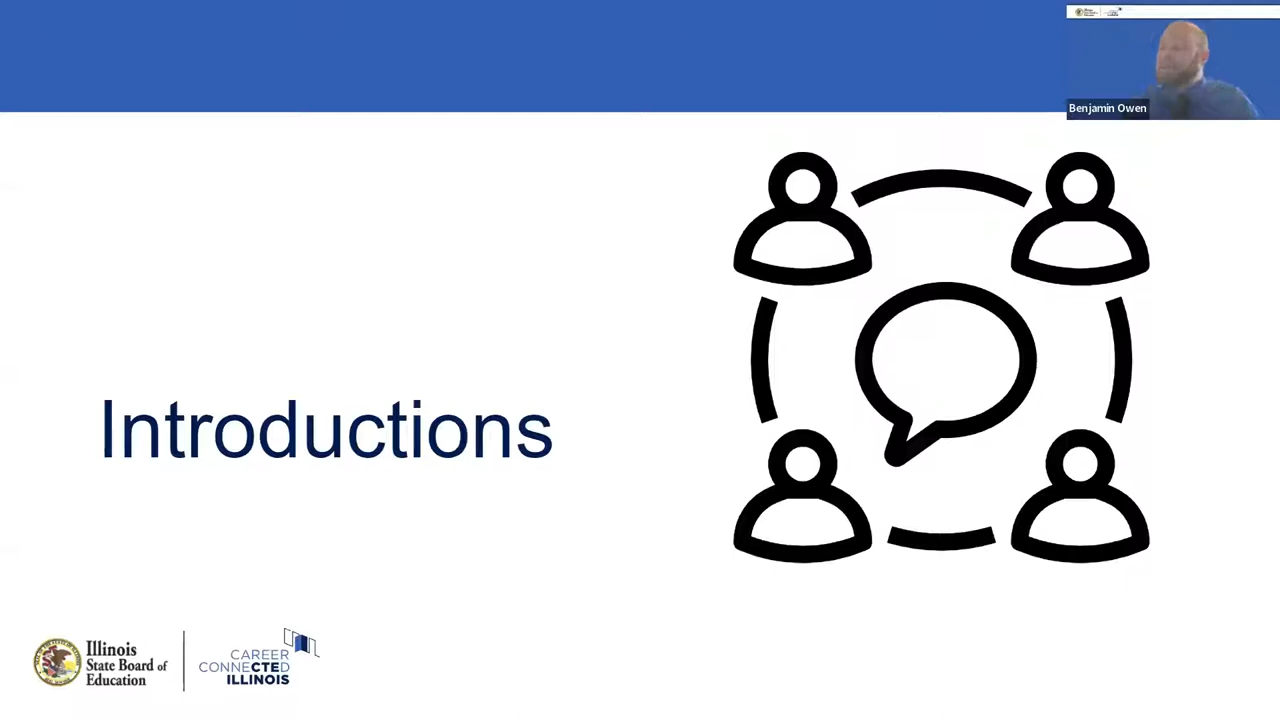 Benjamin Owen
Introductions
Illinois
State Board of
Education
CAREER
CONNECTED
ILLINOIS